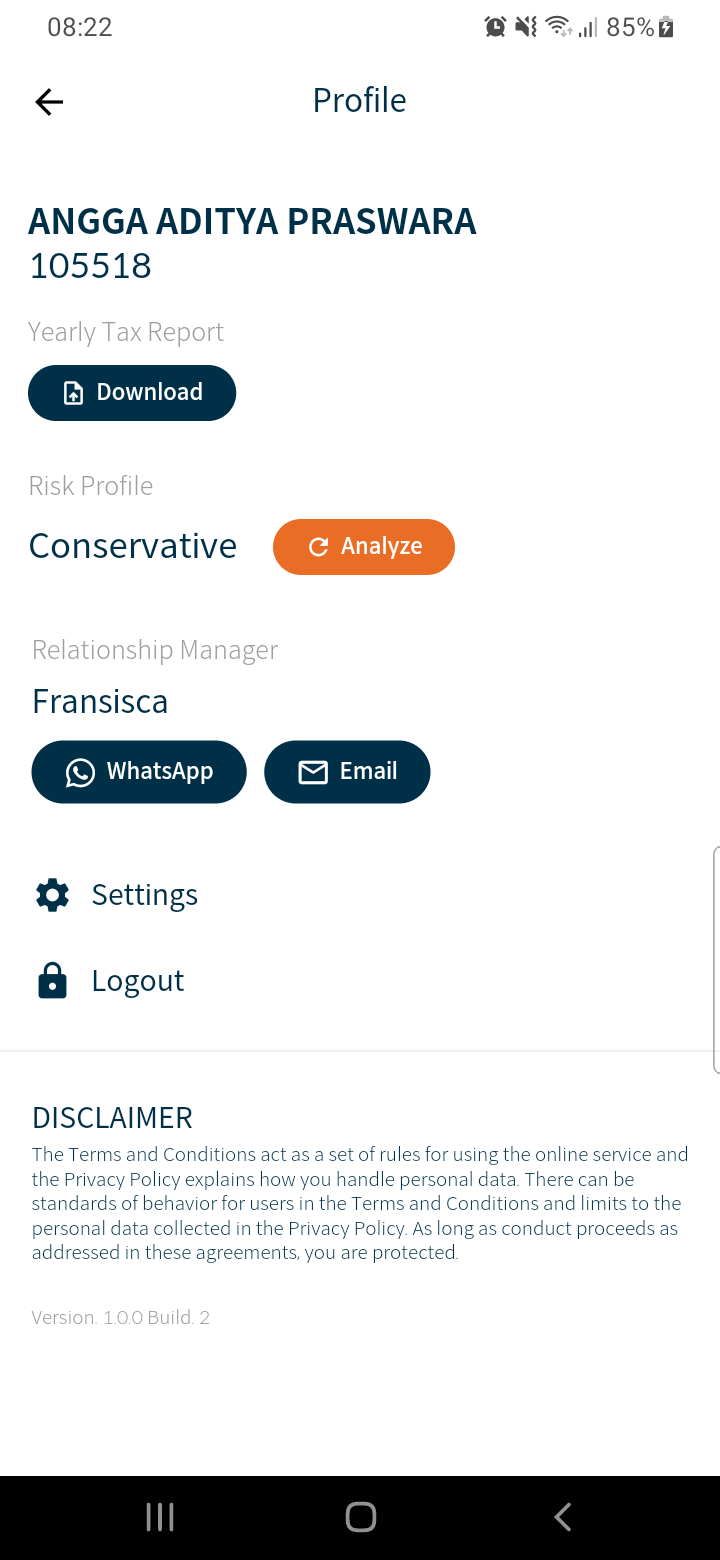 08:22
85%
Profile
ANGGA ADITYA PRASWARA
105518
Yearly Tax Report
Download
Risk Profile
Conservative
Analyze
Relationship Manager
Fransisca
WhatsApp
Email
Settings
Logout
DISCLAIMER
The Terms and Conditions act as a set of rules for using the online service and
the Privacy Policy explains how you handle personal data. There can be
standards of behavior for users in the Terms and Conditions and limits to the
personal data collected in the Privacy Policy. As long as conduct proceeds as
addressed in these agreements, you are protected.
Version. 1.0.0 Build. 2